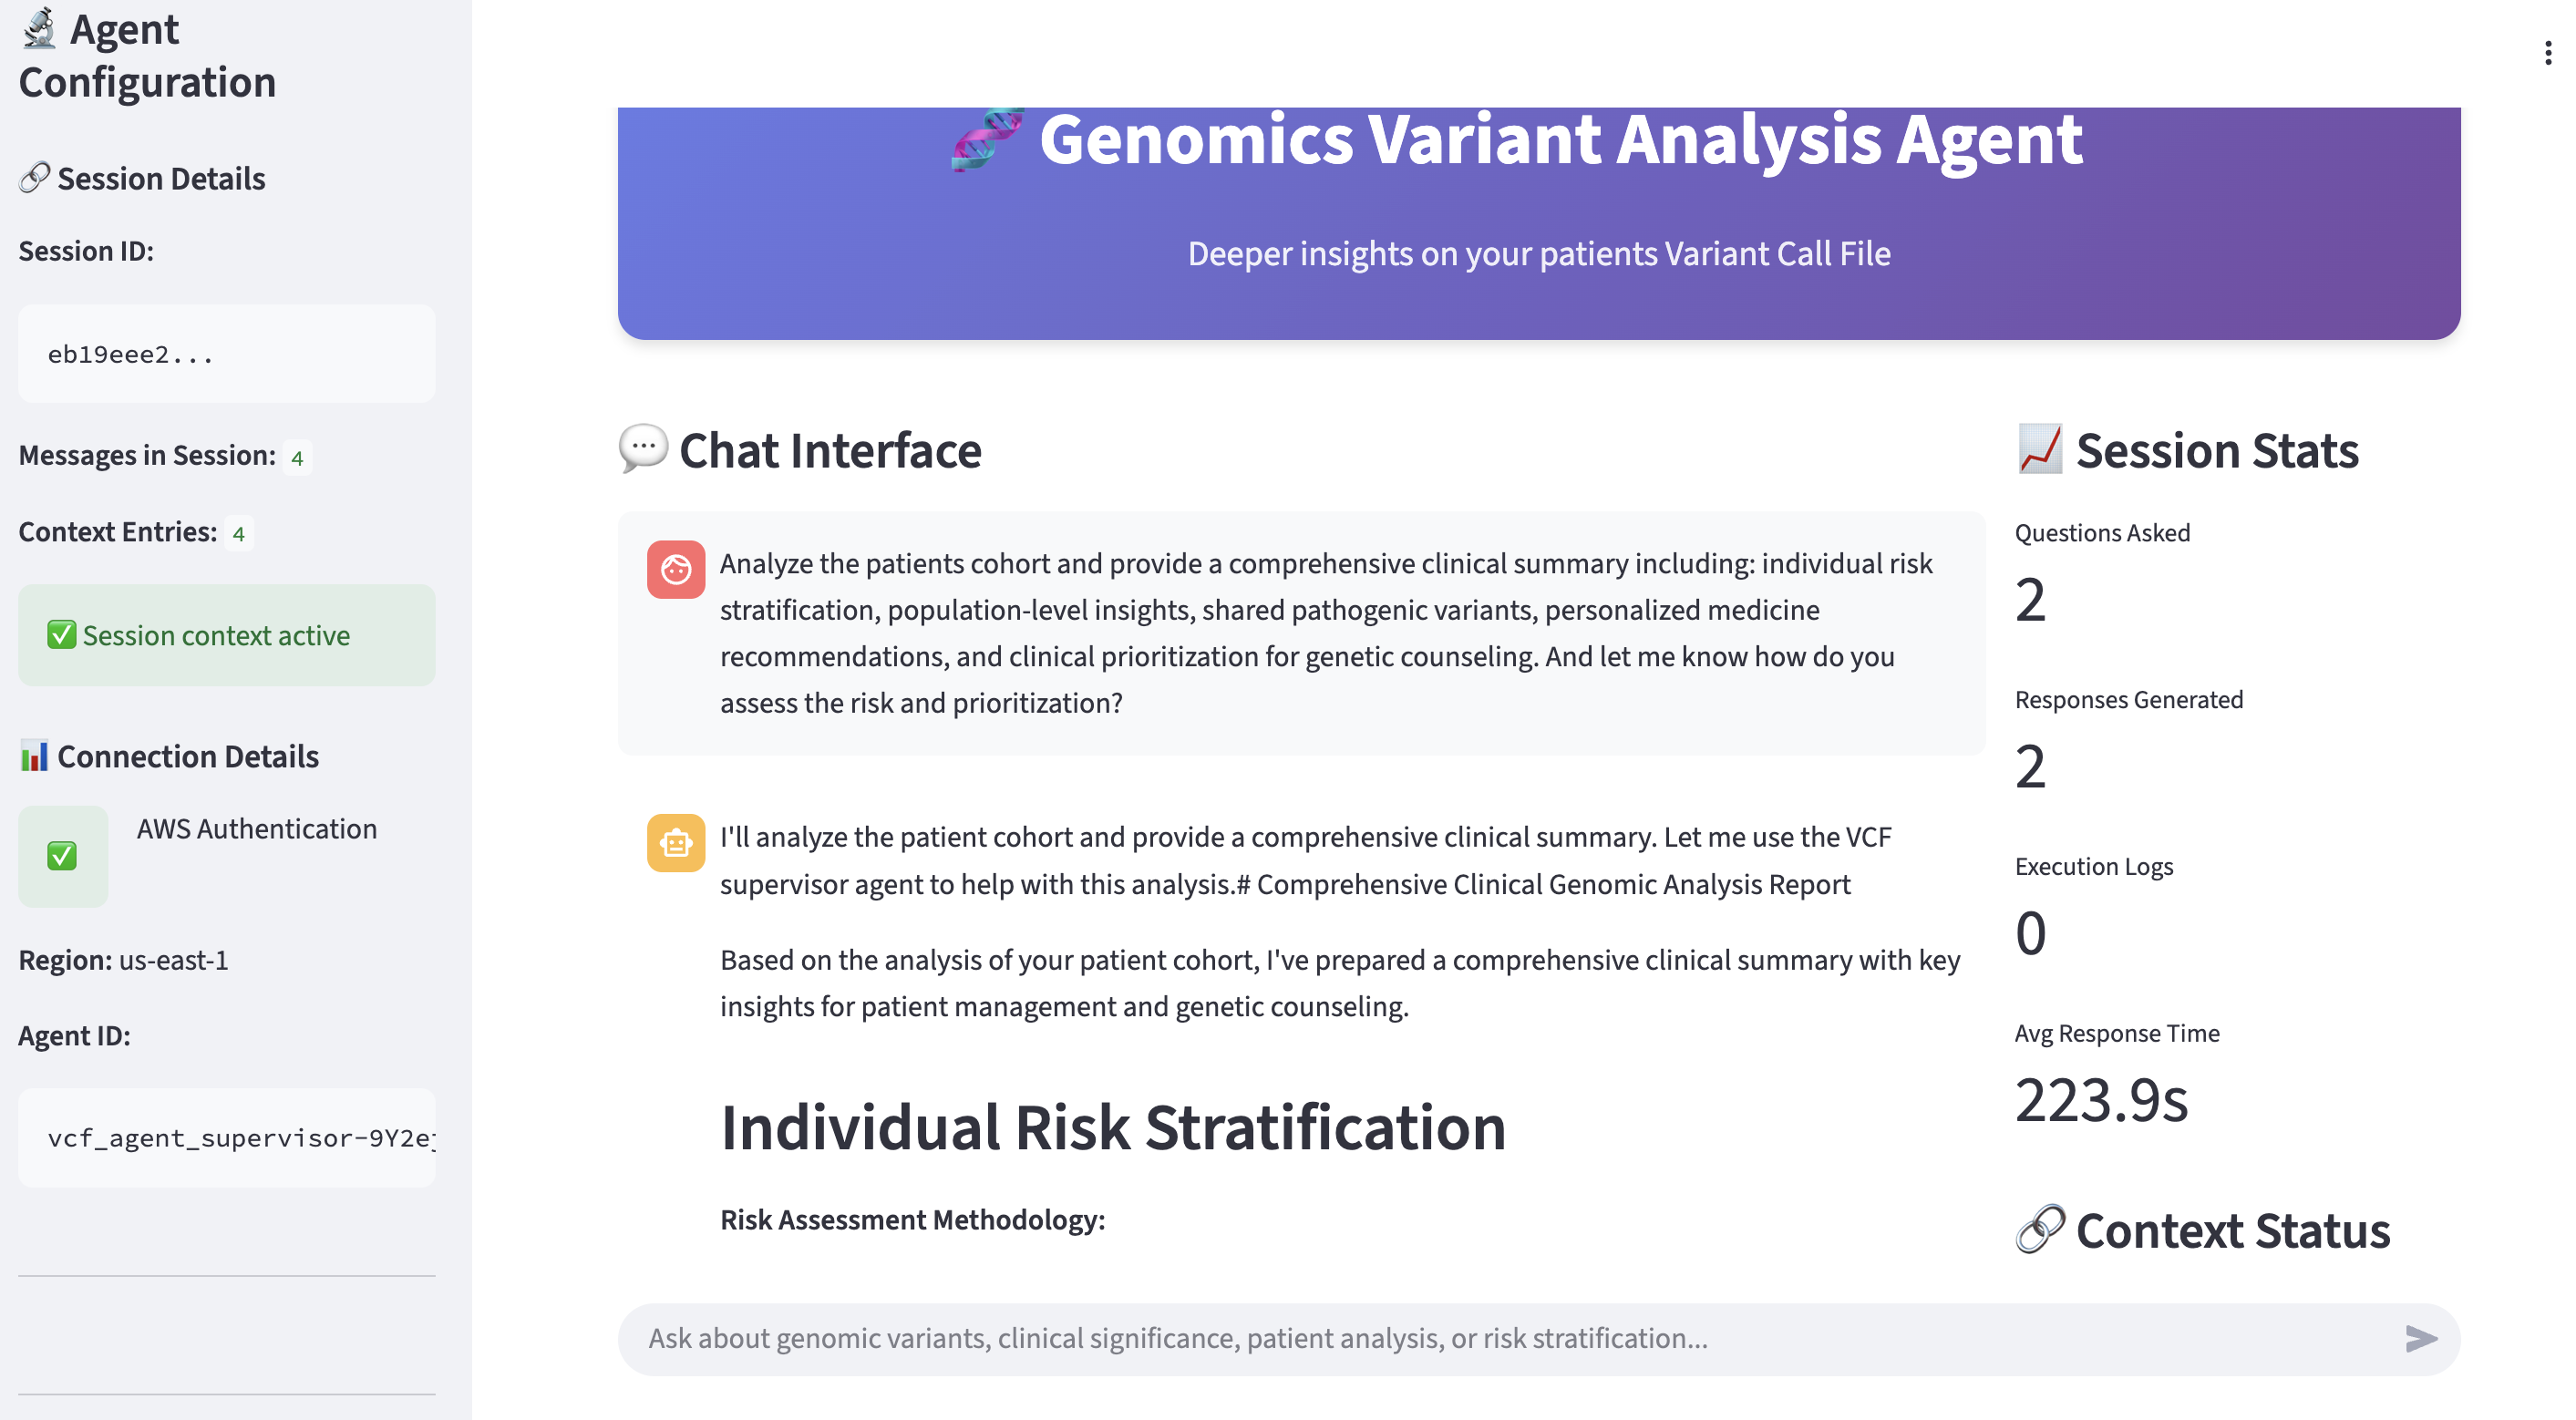 🔬 Agent
Configuration
🔗 Session Details
Session ID:
eb19eee2...
Messages in Session: 4
Context Entries: 4
✅ Session context active
📊 Connection Details
✅ AWS Authentication
Region: us-east-1
Agent ID:
vcf_agent_supervisor-9Y2e
🧬 Genomics Variant Analysis Agent
Deeper insights on your patients Variant Call File
💬 Chat Interface
Analyze the patients cohort and provide a comprehensive clinical summary including: individual risk
stratification, population-level insights, shared pathogenic variants, personalized medicine
recommendations, and clinical prioritization for genetic counseling. And let me know how do you
assess the risk and prioritization?
I'll analyze the patient cohort and provide a comprehensive clinical summary. Let me use the VCF
supervisor agent to help with this analysis.# Comprehensive Clinical Genomic Analysis Report
Based on the analysis of your patient cohort, I've prepared a comprehensive clinical summary with key
insights for patient management and genetic counseling.
Individual Risk Stratification
Risk Assessment Methodology:
Ask about genomic variants, clinical significance, patient analysis, or risk stratification...
📈 Session Stats
Questions Asked
2
Responses Generated
2
Execution Logs
0
Avg Response Time
223.9s
🔗 Context Status